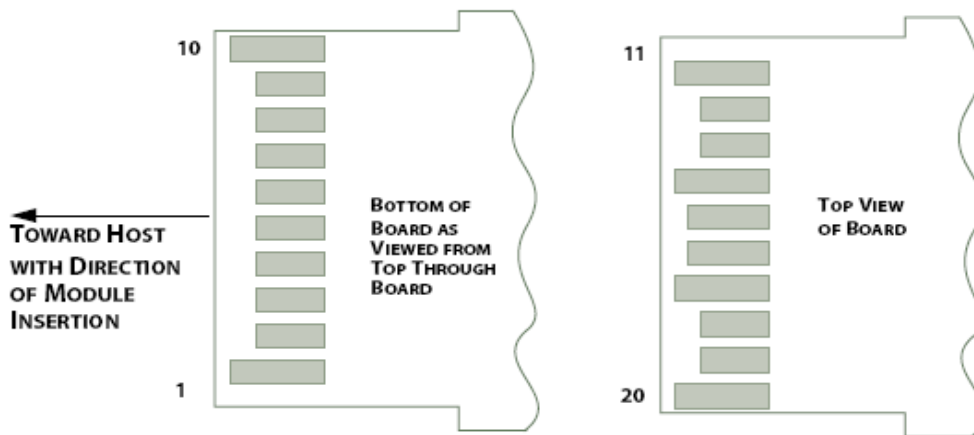 10
1
TOWARD HOST
WITH DIRECTION
OF MODULE
INSERTION
BOTTOM OF
BOARD AS
VIEWED FROM
TOP THROUGH
BOARD
11
20
TOP VIEW
OF BOARD